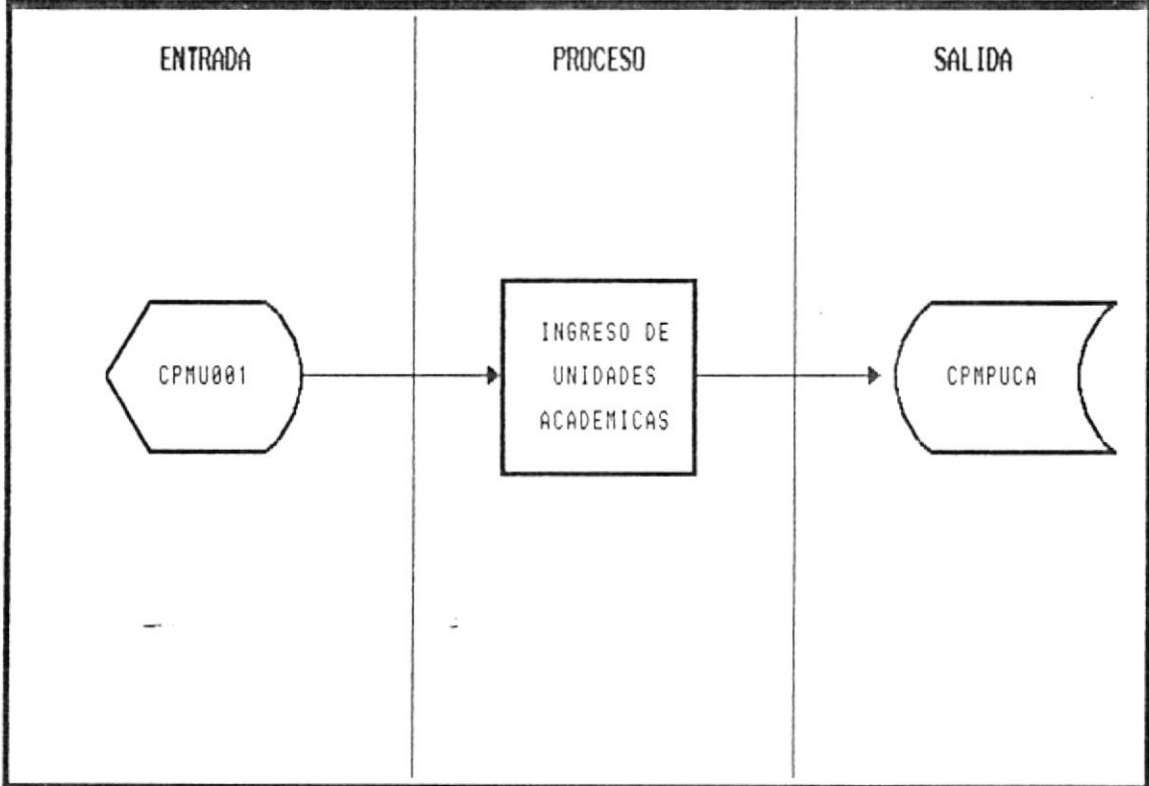 ENTRADA
PROCESO
SALIDA
CPMU001
INGRESO DE
UNIDADES
ACADEMICAS
CPMPUCA